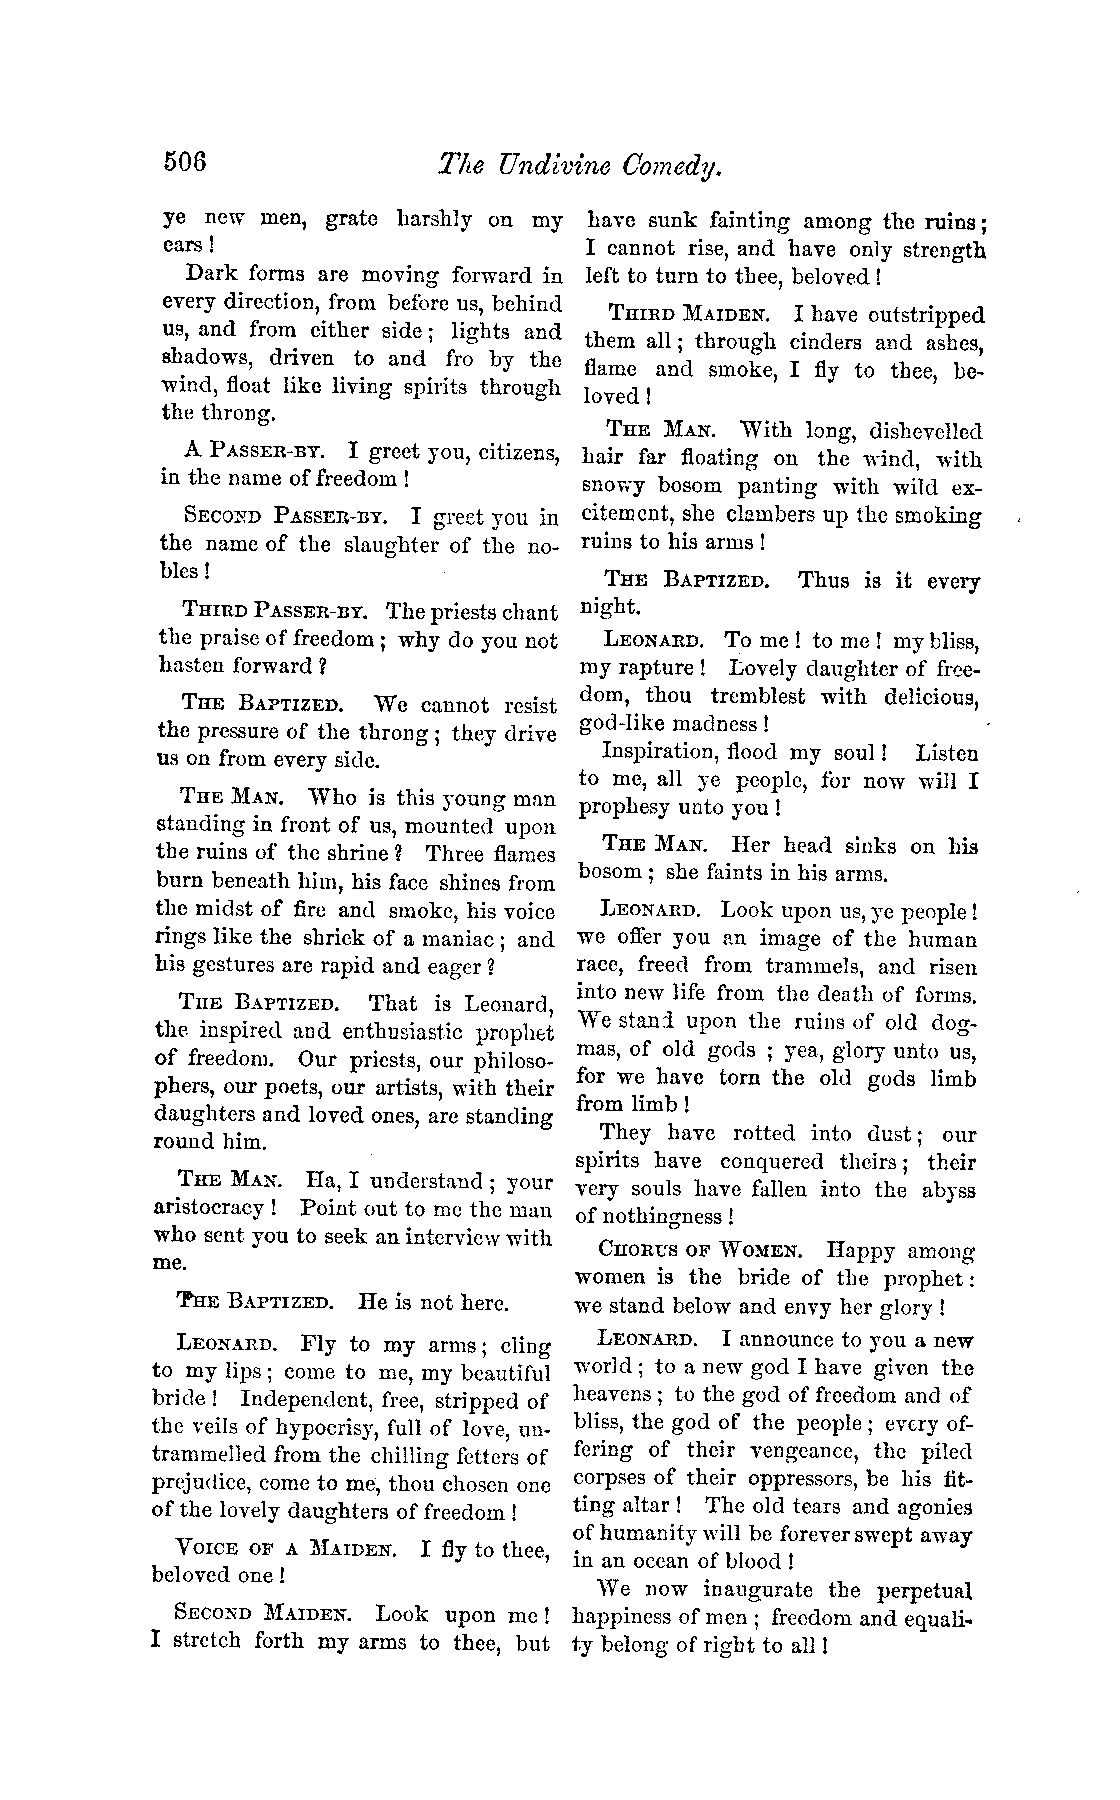 506
The Undivine Comedy.
ye new men, grate harshly on my
ears!
Dark forms are moving forward in
every direction, from before us, behind
us, and from either side; lights and
shadows, driven to and fro by the
wind, float like living spirits through
the throng.
A PASSER-BY. I greet you, citizens,
in the name of freedom!
SECOND PASSER-BY. I greet you in
the name of the slaughter of the no-
bles!
THIRD PASSER-BY. The priests chant
the praise of freedom; why do you not
hasten forward?
THE BAPTIZED. We cannot resist
the pressure of the throng; they drive
us on from every side.
THE MAN. Who is this young man
standing in front of us, mounted upon
the ruins of the shrine? Three flames
burn beneath him, his face shines from
the midst of fire and smoke, his voice
rings like the shriek of a maniac; and
his gestures are rapid and eager?
THE BAPTIZED. That is Leonard,
the inspired and enthusiastic prophet
of freedom. Our priests, our philoso-
phers, our poets, our artists, with their
daughters and loved ones, are standing
round him.
THE MAN. Ha, I understand; your
aristocracy! Point out to me the man
who sent you to seek an interview with
me.
THE BAPTIZED. He is not here.
LEONARD. Fly to my arms; cling
to my lips; come to me, my beautiful
bride! Independent, free, stripped of
the veils of hypocrisy, full of love, un-
trammelled from the chilling fetters of
prejudice, come to me, thou chosen one
of the lovely daughters of freedom!
VOICE OF A MAIDEN. I fly to thee,
beloved one!
SECOND MAIDEN. Look upon me!
I stretch forth my arms to thee, but
have sunk fainting among the ruins;
I cannot rise, and have only strength
left to turn to thee, beloved!
THIRD MAIDEN. I have outstripped
them all; through cinders and ashes,
flame and smoke, I fly to thee, be-
loved!
THE MAN. With long, dishevelled
hair far floating on the wind, with
snowy bosom panting with wild ex-
citement, she clambers up the smoking
ruins to his arms!
THE BAPTIZED. Thus is it every
night.
LEONARD. To me! to me! my bliss,
my rapture! Lovely daughter of free-
dom, thou tremblest with delicious,
god-like madness!
Inspiration, flood my soul! Listen
to me, all ye people, for now will I
prophesy unto you!
THE MAN. Her head sinks on his
bosom; she faints in his arms.
LEONARD. Look upon us, ye people!
we offer you an image of the human
race, freed from trammels, and risen
into new life from the death of forms.
We stand upon the ruins of old dog-
mas, of old gods ; yea, glory unto us,
for we have torn the old gods limb
from limb!
They have rotted into dust; our
spirits have conquered theirs; their
very souls have fallen into the abyss
of nothingness!
CHORUS OF WOMEN. Happy among
women is the bride of the prophet:
we stand below and envy her glory!
LEONARD. I announce to you a new
world; to a new god I have given the
heavens; to the god of freedom and of
bliss, the god of the people; every of-
fering of their vengeance, the piled
corpses of their oppressors, be his fit-
ting altar! The old tears and agonies
of humanity will be forever swept away
in an ocean of blood!
We now inaugurate the perpetual
happiness of men; freedom and equali-
ty belong of right to all!